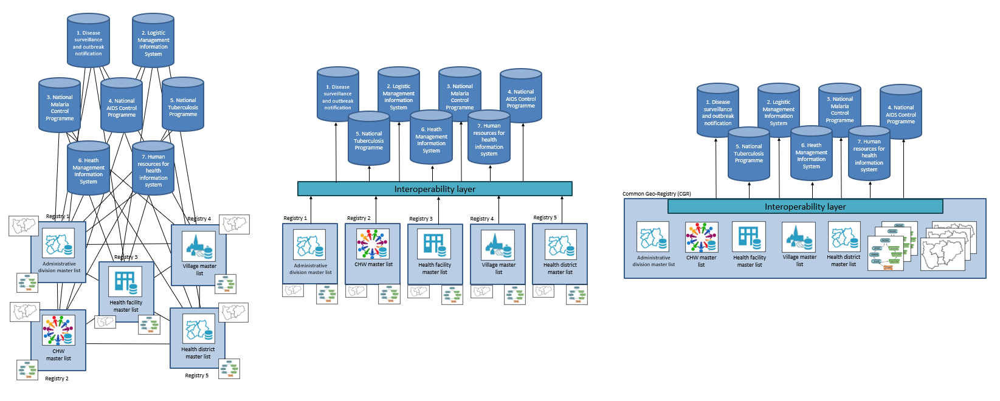 1. Disease
surveillance
and outbreak
notification
2. Logistic
Management
Information
System
3. National
Malaria
Control
Programme
4. National
AIDS Control
Programme
5. National
Tuberculosis
Programme
6. Heath
Management
Information
System
7. Human
resources for
health
information
system
Registry 1
Administrative
division master list
Registry 4
Village master
list
Registry 3
Health facility
master list
CHW
master list
Registry 2
Health district
master list
Registry 5
1. Disease
surveillance
and outbreak
notification
2. Logistic
Management
Information
System
3. National
Malaria
Control
Programme
4. National
AIDS Control
Programme
5. National
Tuberculosis
Programme
6. Heath
Management
Information
System
7. Human
resources for
health
information
system
Interoperability layer
Registry 1
Administrative
division master list
Registry 2
CHW master list
Registry 3
Health facility
master list
Registry 4
Village master
list
Registry 5
Health district
master list
1. Disease
surveillance
and outbreak
notification
2. Logistic
Management
Information
System
3. National
Malaria
Control
Programme
4. National
AIDS Control
Programme
5. National
Tuberculosis
Programme
6. Heath
Management
Information
System
7. Human
resources for
health
information
system
Common Geo-Registry (CGR)
Interoperability layer
Administrative
division master list
CHW master
list
Health facility
master list
Village master
list
Health district
master list